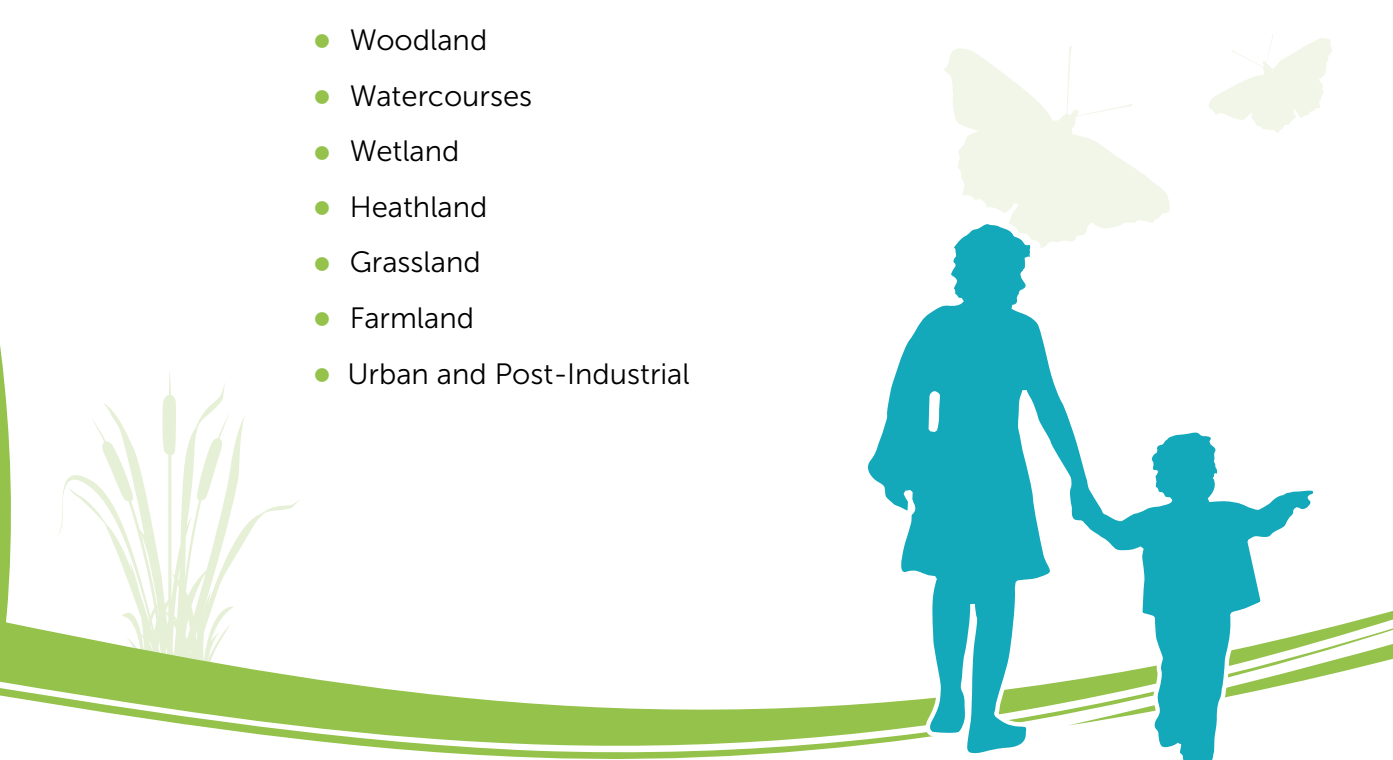 Woodland
Watercourses
Wetland
Heathland
Grassland
Farmland
Urban and Post-Industrial